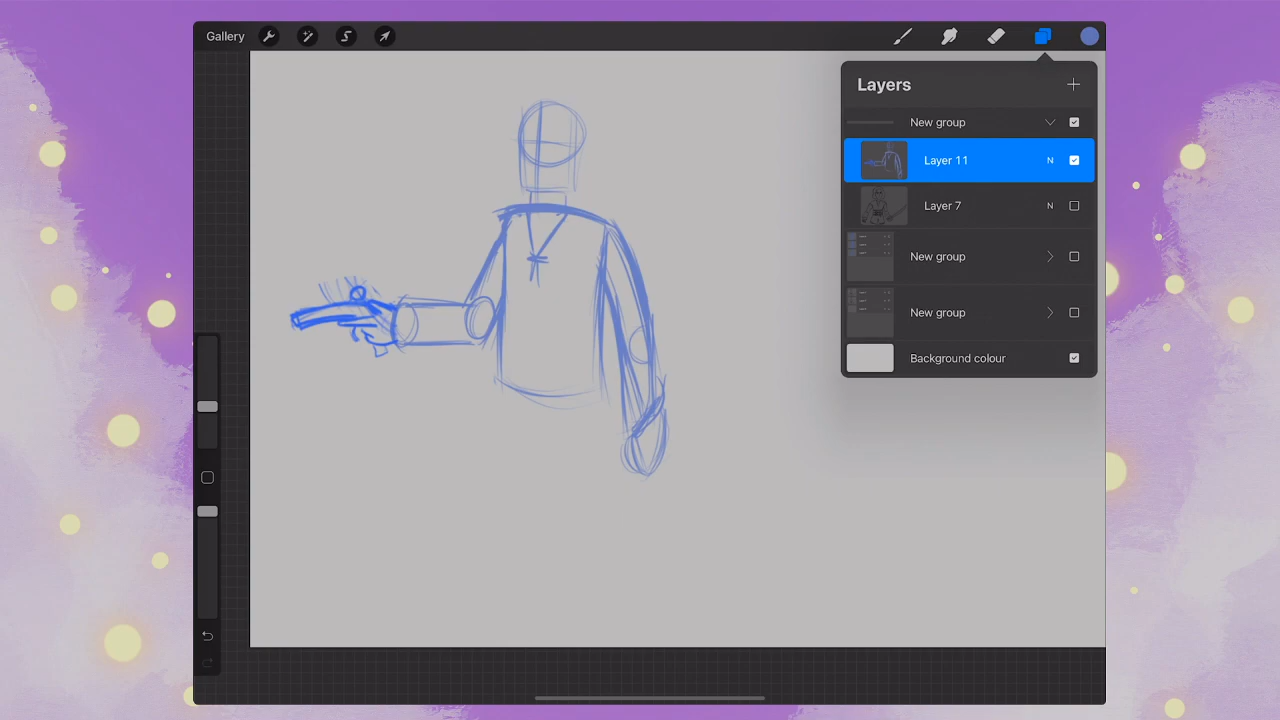 Gallery
Layers
New group
Layer 11 N
Layer 7 N
New group
New group
Background colour